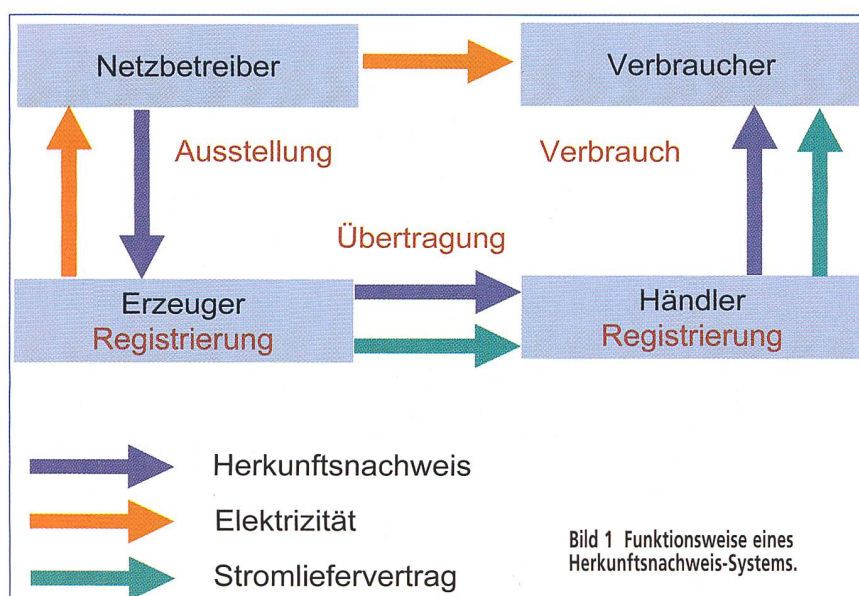 Netzbetreiber
Verbraucher
Ausstellung
Verbrauch
Übertragung
Erzeuger
Registrierung
Händler
Registrierung
Herkunftsnachweis
Elektrizität
Stromliefervertrag
Bild 1 Funktionsweise eines
Herkunftsnachweis-Systems.